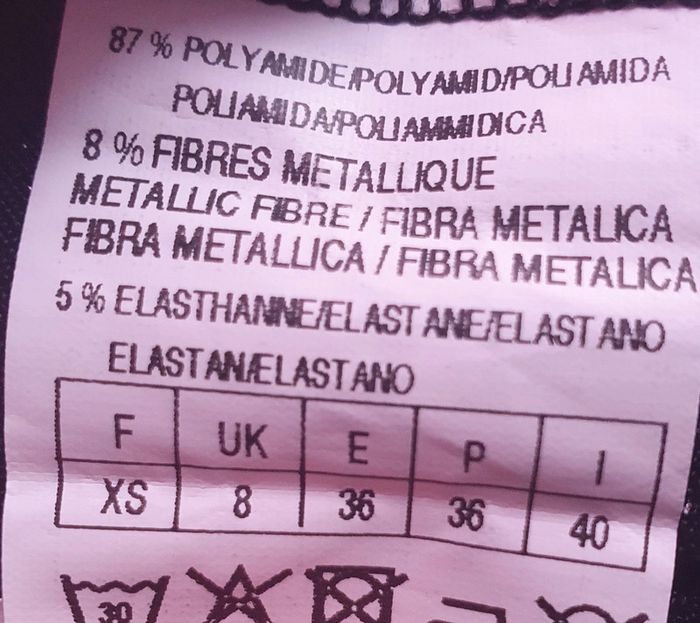 87 % POLYAMIDE/POLYAMID/POLIAMIDA
POLIAMIDA/POLIAMMIDICA
8 % FIBRES METALLIQUE
METALLIC FIBRE / FIBRA METALICA
FIBRA METALLICA / FIBRA METALICA
5 % ELASTHANNE/ELASTANE/ELASTANO
ELASTAN/ELASTANO
F UK E P I
XS 8 36 36 40
30